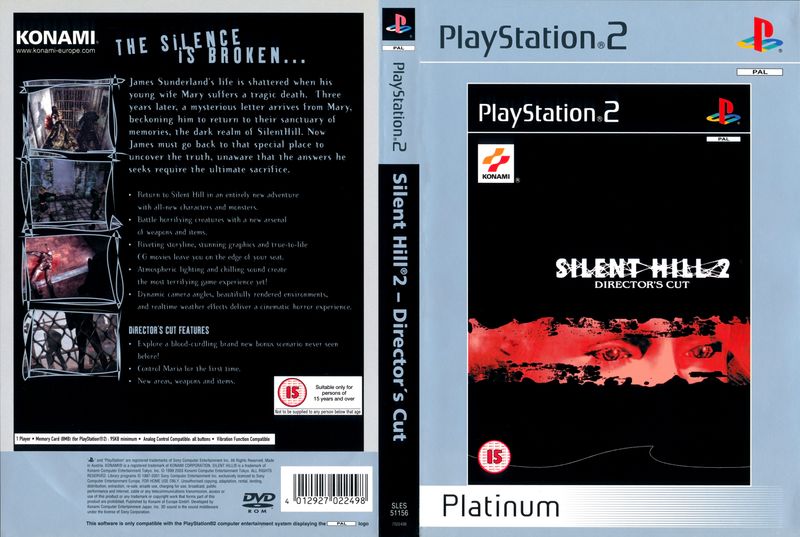 KONAMI®
www.konami-europe.com
THE SiLENCE
iS BROKEN...
James Sunderland's life is shattered when his
young wife Mary suffers a tragic death. Three
years later, a mysterious letter arrives from Mary,
beckoning him to return to their sanctuary of
memories, the dark realm of SilentHill. Now
James must go back to that special place to
uncover the truth, unaware that the answers he
seeks require the ultimate sacrifice.
• Return to Silent Hill in an entirely new adventure
with all-new characters and monsters.
• Battle horrifying creatures with a new arsenal
of weapons and items.
• Riveting storyline, stunning graphics and true-to-life
CG movies leave you on the edge of your seat.
• Atmospheric lighting and chilling sound create
the most terrifying game experience yet!
• Dynamic camera angles, beautifully rendered environments,
and realtime weather effects deliver a cinematic horror experience.
DIRECTOR'S CUT FEATURES
• Explore a blood-curdling brand new bonus scenario never seen
before!
• Control Maria for the first time.
• New areas, weapons and items.
15
Suitable only for
persons of
15 years and over
Not to be supplied to any person below that age
1 Player • Memory Card (8MB) (for PlayStation®2) : 95KB minimum • Analog Control Compatible: all buttons • Vibration Function Compatible
4 012927 022498
DVD
ROM
This software is only compatible with the PlayStation®2 computer entertainment system displaying the PAL logo
PAL
PlayStation®2
Silent Hill®2 – Director's Cut
SLES
51156
PlayStation®2
PAL
PlayStation®2
PAL
KONAMI®
SILENT HILL 2
DIRECTOR'S CUT
15
Platinum